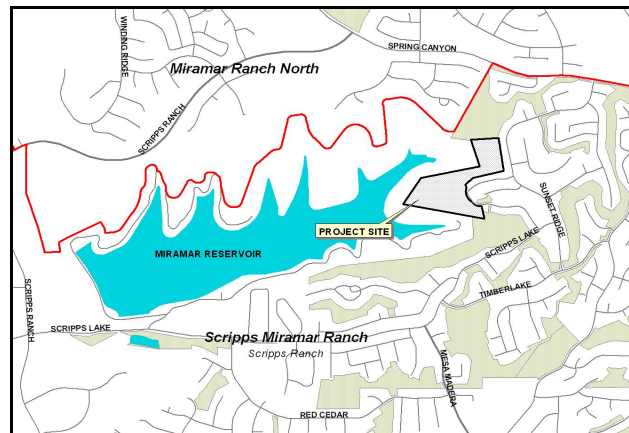 WINDING RIDGE
SPRING CANYON
Miramar Ranch North
SCRIPPS RANCH
SUNSET RIDGE
PROJECT SITE
MIRAMAR RESERVOIR
SCRIPPS LAKE
TIMBERLAKE
SCRIPPS RANCH
SCRIPPS LAKE
Scripps Miramar Ranch
Scripps Ranch
MESA MADERA
RED CEDAR